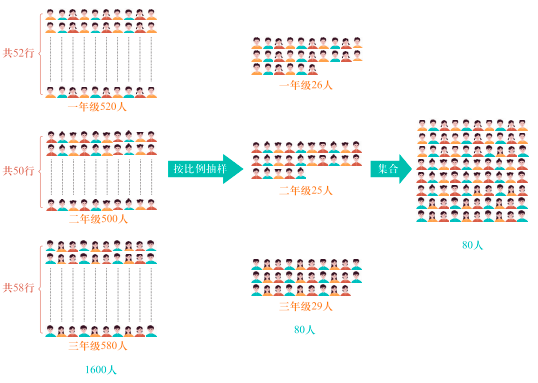 共52行
一年级520人
一年级26人
共50行
二年级500人
按比例抽样
二年级25人
集合
80人
共58行
三年级580人
1600人
三年级29人
80人